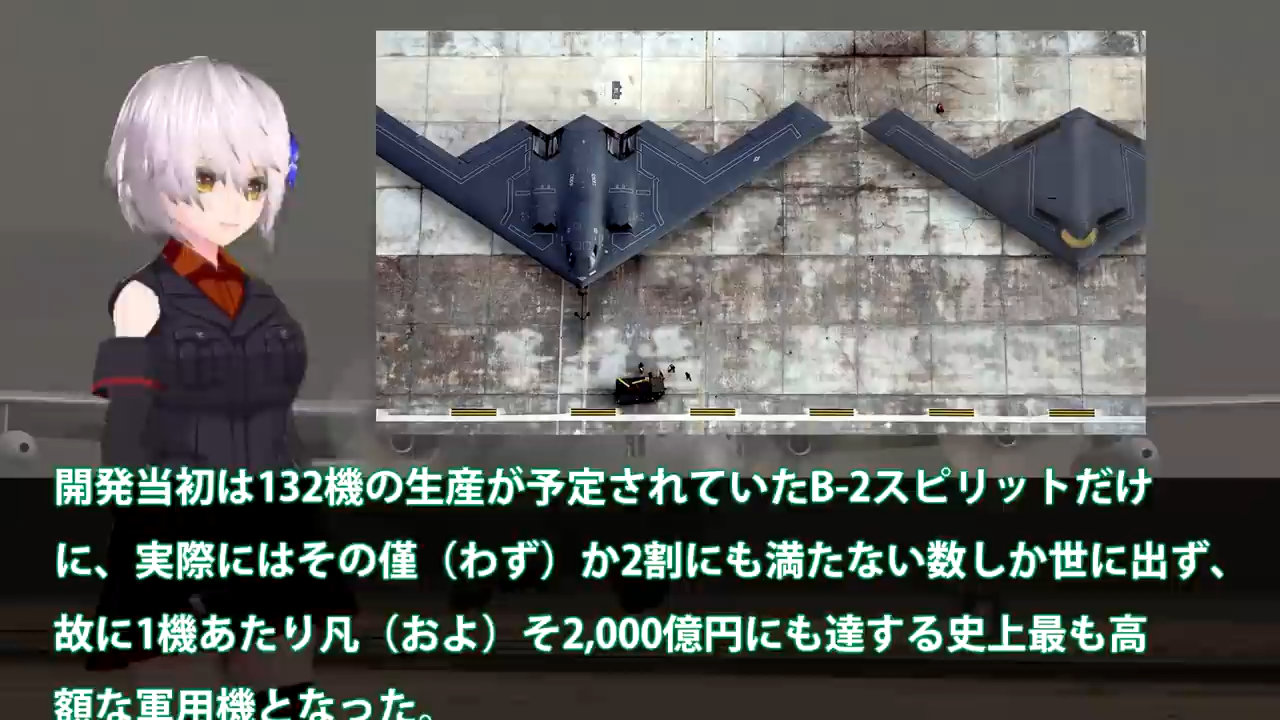 開発当初は132機の生産が予定されていたB-2スピリットだけ
に、実際にはその僅（わず）か2割にも満たない数しか世に出ず、
故に1機あたり凡（およ）そ2,000億円にも達する史上最も高
額な軍用機となった。